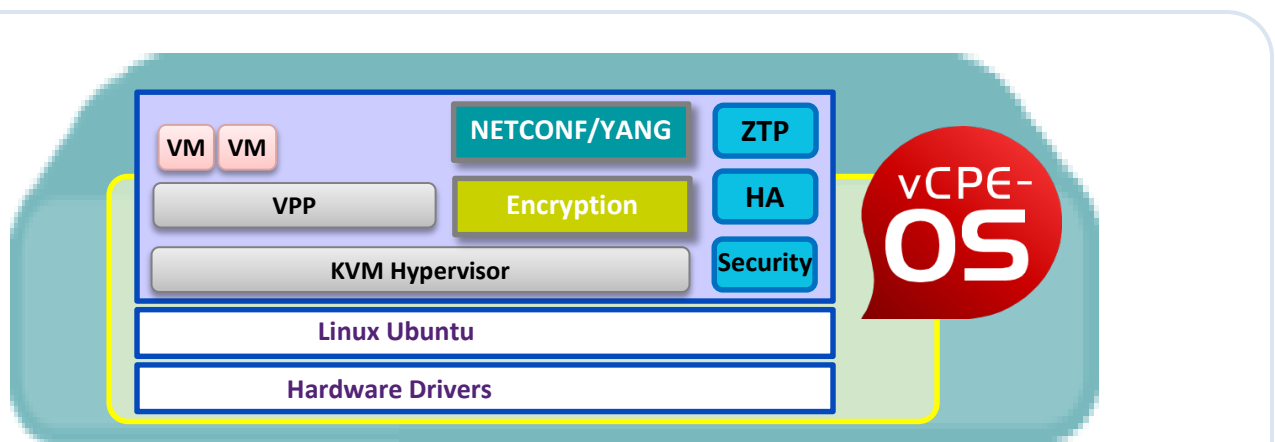 VM VM
NETCONF/YANG
ZTP
VPP
Encryption
HA
KVM Hypervisor
Security
Linux Ubuntu
Hardware Drivers
vCPE-
OS